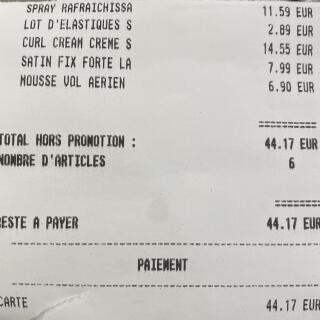 SPRAY RAFRAICHISSA 11.59 EUR
LOT D'ELASTIQUES S 2.89 EUR
CURL CREAM CREME S 14.55 EUR
SATIN FIX FORTE LA 7.99 EUR
MOUSSE VOL AERIEN 6.90 EUR
TOTAL HORS PROMOTION : 44.17 EUR
NOMBRE D'ARTICLES 6
RESTE A PAYER 44.17 EUR
PAIEMENT
CARTE 44.17 EUR